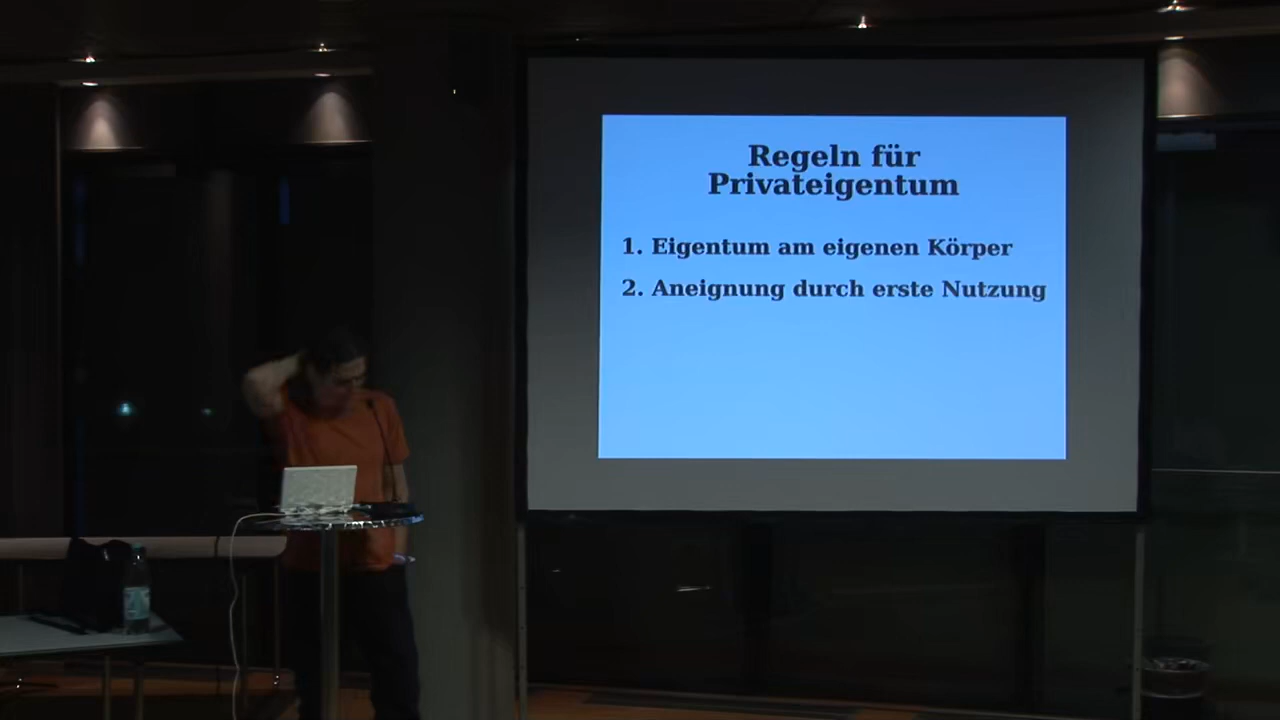 Regeln für
Privateigentum
1. Eigentum am eigenen Körper
2. Aneignung durch erste Nutzung